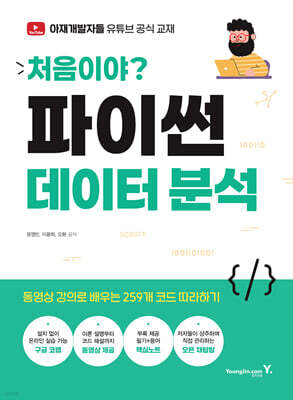 YouTube 아재개발자들 유튜브 공식 교재
처음이야?
파이썬
데이터 분석
동영상 강의로 배우는 259개 코드 따라하기
설치 없이
온라인 실습 가능
구글 코랩
이론 설명부터
코드 해설까지
동영상 제공
부록 제공
필기+용어
핵심노트
저자들이 상주하며
직접 관리하는
오픈 채팅방
YoungJin.com Y.